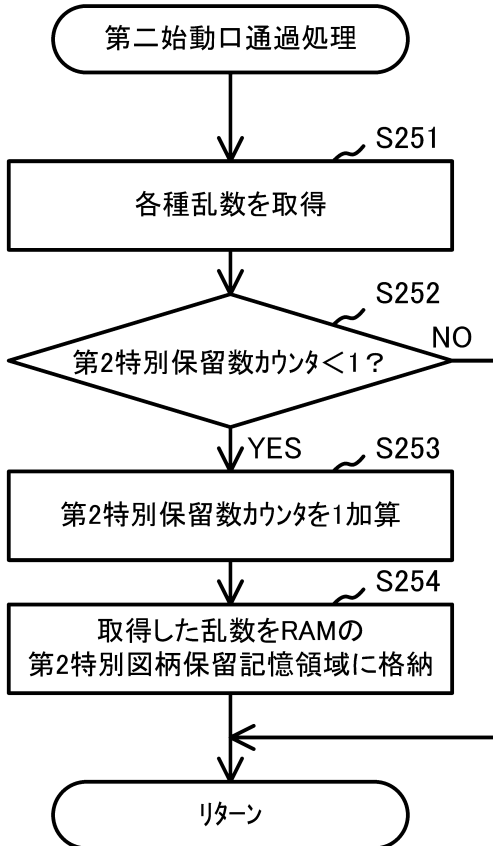 第二始動口通過処理
S251
各種乱数を取得
S252
第2特別保留数ｶｳﾝﾀ＜1？
NO
YES
S253
第2特別保留数ｶｳﾝﾀを1加算
S254
取得した乱数をRAMの
第2特別図柄保留記憶領域に格納
ﾘﾀｰﾝ